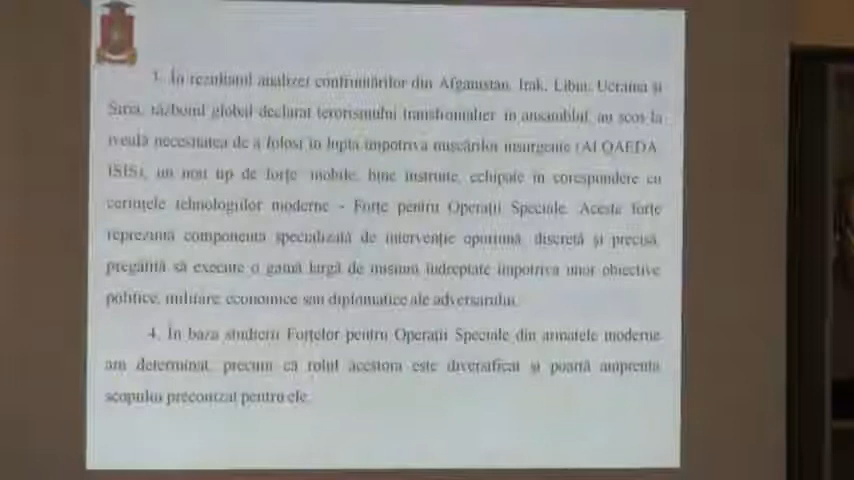 3. În rezultatul analizei confruntărilor din Afganistan, Irak, Libia, Ucraina și
Siria, războiul global declarat terorismului transfrontalier în ansamblul, au scos la
iveală necesitatea de a folosi în lupta împotriva mișcărilor insurgente (Al QAEDA,
ISIS), un nou tip de forțe mobile, bine instruite, echipate în corespundere cu
cerințele tehnologiilor moderne - Forțe pentru Operații Speciale. Aceste forțe
reprezintă componenta specializată de intervenție oportună, discretă și precisă,
pregătită să execute o gamă largă de misiuni îndreptate împotriva unor obiective
politice, militare, economice sau diplomatice ale adversarului.
4. În baza studierii Forțelor pentru Operații Speciale din armatele moderne
am determinat, precum că rolul acestora este diversificat și poartă amprenta
scopului preconizat pentru ele.